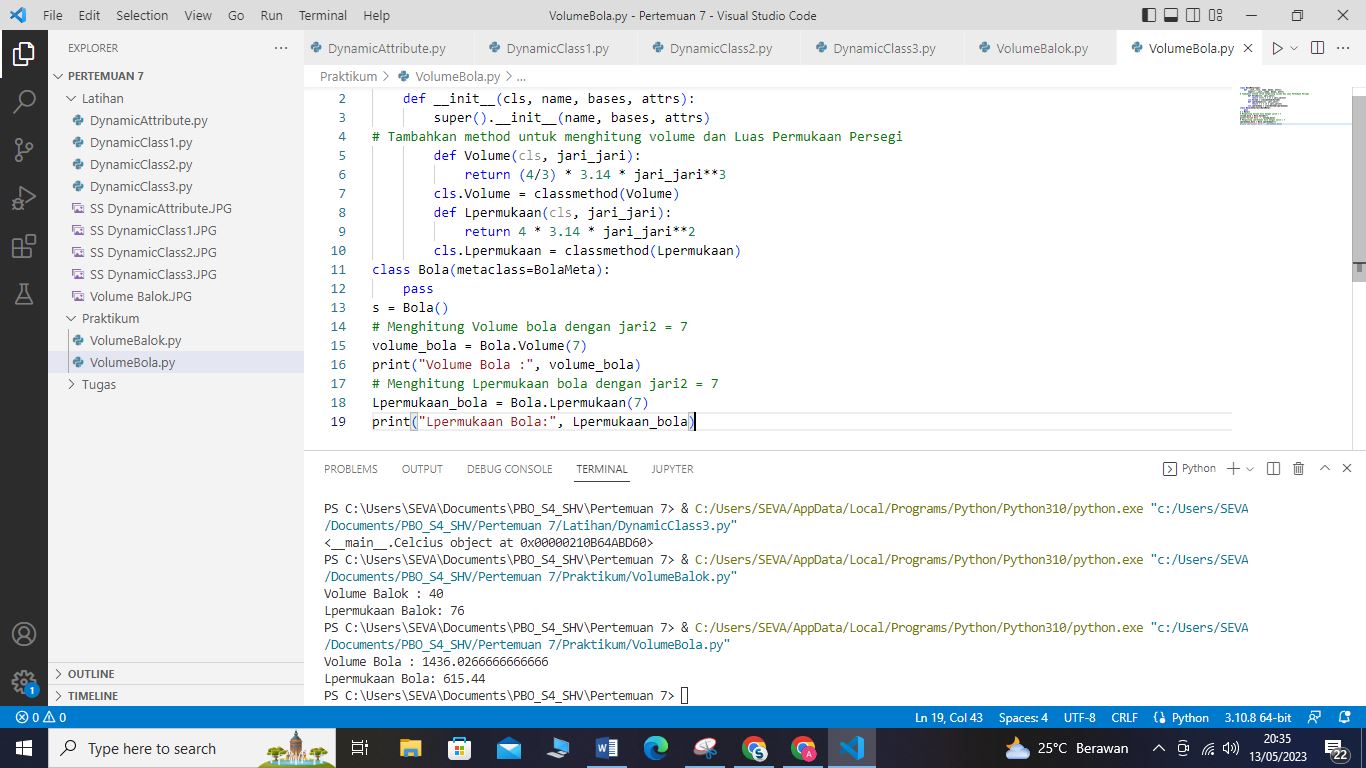 File Edit Selection View Go Run Terminal Help VolumeBola.py - Pertemuan 7 - Visual Studio Code
EXPLORER
PERTEMUAN 7
Latihan
DynamicAttribute.py
DynamicClass1.py
DynamicClass2.py
DynamicClass3.py
SS DynamicAttribute.JPG
SS DynamicClass1.JPG
SS DynamicClass2.JPG
SS DynamicClass3.JPG
Volume Balok.JPG
Praktikum
VolumeBalok.py
VolumeBola.py
Tugas
OUTLINE
TIMELINE
1
DynamicAttribute.py DynamicClass1.py DynamicClass2.py DynamicClass3.py VolumeBalok.py VolumeBola.py
Praktikum > VolumeBola.py > ...
2 def __init__(cls, name, bases, attrs):
3 super().__init__(name, bases, attrs)
4 # Tambahkan method untuk menghitung volume dan Luas Permukaan Persegi
5 def Volume(cls, jari_jari):
6 return (4/3) * 3.14 * jari_jari**3
7 cls.Volume = classmethod(Volume)
8 def Lpermukaan(cls, jari_jari):
9 return 4 * 3.14 * jari_jari**2
10 cls.Lpermukaan = classmethod(Lpermukaan)
11 class Bola(metaclass=BolaMeta):
12 pass
13 s = Bola()
14 # Menghitung Volume bola dengan jari2 = 7
15 volume_bola = Bola.Volume(7)
16 print("Volume Bola :", volume_bola)
17 # Menghitung Lpermukaan bola dengan jari2 = 7
18 Lpermukaan_bola = Bola.Lpermukaan(7)
19 print("Lpermukaan Bola:", Lpermukaan_bola)
PROBLEMS OUTPUT DEBUG CONSOLE TERMINAL JUPYTER Python
PS C:\Users\SEVA\Documents\PBO_S4_SHV\Pertemuan 7> & C:/Users/SEVA/AppData/Local/Programs/Python/Python310/python.exe "c:/Users/SEVA
/Documents/PBO_S4_SHV/Pertemuan 7/Latihan/DynamicClass3.py"
<__main__.Celcius object at 0x00000210B64ABD60>
PS C:\Users\SEVA\Documents\PBO_S4_SHV\Pertemuan 7> & C:/Users/SEVA/AppData/Local/Programs/Python/Python310/python.exe "c:/Users/SEVA
/Documents/PBO_S4_SHV/Pertemuan 7/Praktikum/VolumeBalok.py"
Volume Balok : 40
Lpermukaan Balok: 76
PS C:\Users\SEVA\Documents\PBO_S4_SHV\Pertemuan 7> & C:/Users/SEVA/AppData/Local/Programs/Python/Python310/python.exe "c:/Users/SEVA
/Documents/PBO_S4_SHV/Pertemuan 7/Praktikum/VolumeBola.py"
Volume Bola : 1436.0266666666666
Lpermukaan Bola: 615.44
PS C:\Users\SEVA\Documents\PBO_S4_SHV\Pertemuan 7>
0 0 Ln 19, Col 43 Spaces: 4 UTF-8 CRLF Python 3.10.8 64-bit
Type here to search 25°C Berawan 20:35
13/05/2023
22